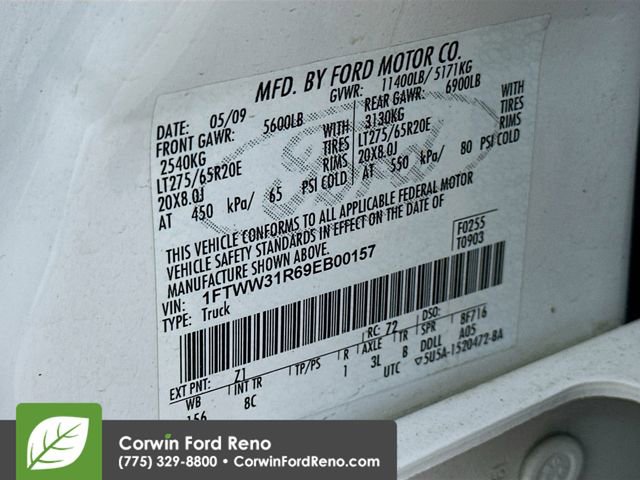 MFD. BY FORD MOTOR CO.
DATE: 05/09 GVWR: 11400LB/ 5171KG
FRONT GAWR: 5600LB REAR GAWR: 6900LB
2540KG WITH 3130KG WITH
LT275/65R20E TIRES LT275/65R20E TIRES
20X8.0J RIMS 20X8.0J RIMS
AT 450 kPa/ 65 PSI COLD AT 550 kPa/ 80 PSI COLD
THIS VEHICLE CONFORMS TO ALL APPLICABLE FEDERAL MOTOR
VEHICLE SAFETY STANDARDS IN EFFECT ON THE DATE OF
MANUFACTURE SHOWN ABOVE.
VIN: 1FTWW31R69EB00157
TYPE: Truck
F0255
T0903
EXT PNT: Z1 RC: 72 DSO:
WB INT TR TP/PS R AXLE TR SPR BF716
156 8C 1 3L B DDLL A05
UTC 5U5A-1520472-BA
Ford
Corwin Ford Reno
(775) 329-8800 • CorwinFordReno.com